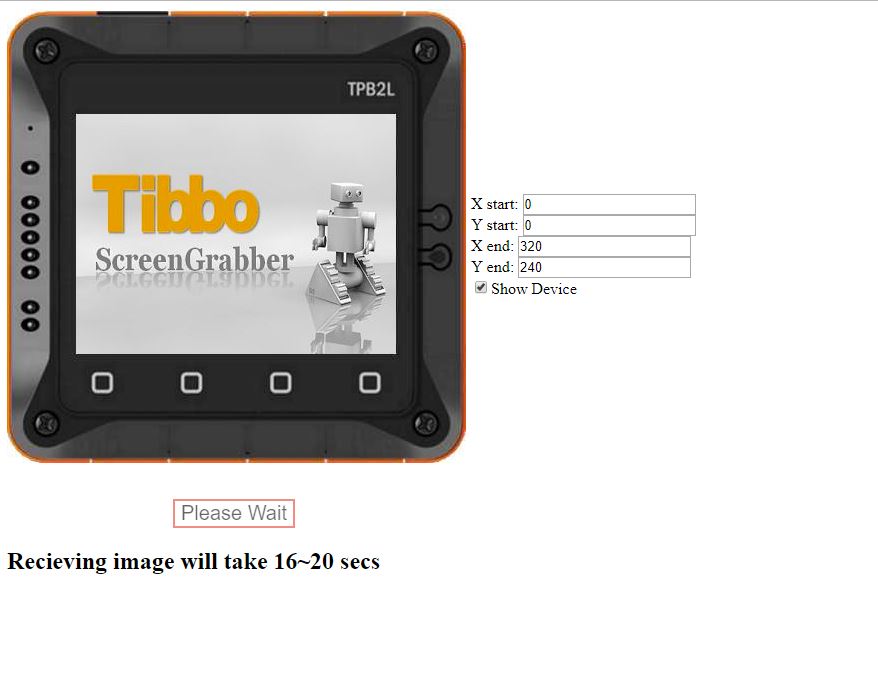 TPB2L
Tibbo
ScreenGrabber
X start: 0
Y start: 0
X end: 320
Y end: 240
Show Device
Please Wait
Recieving image will take 16~20 secs